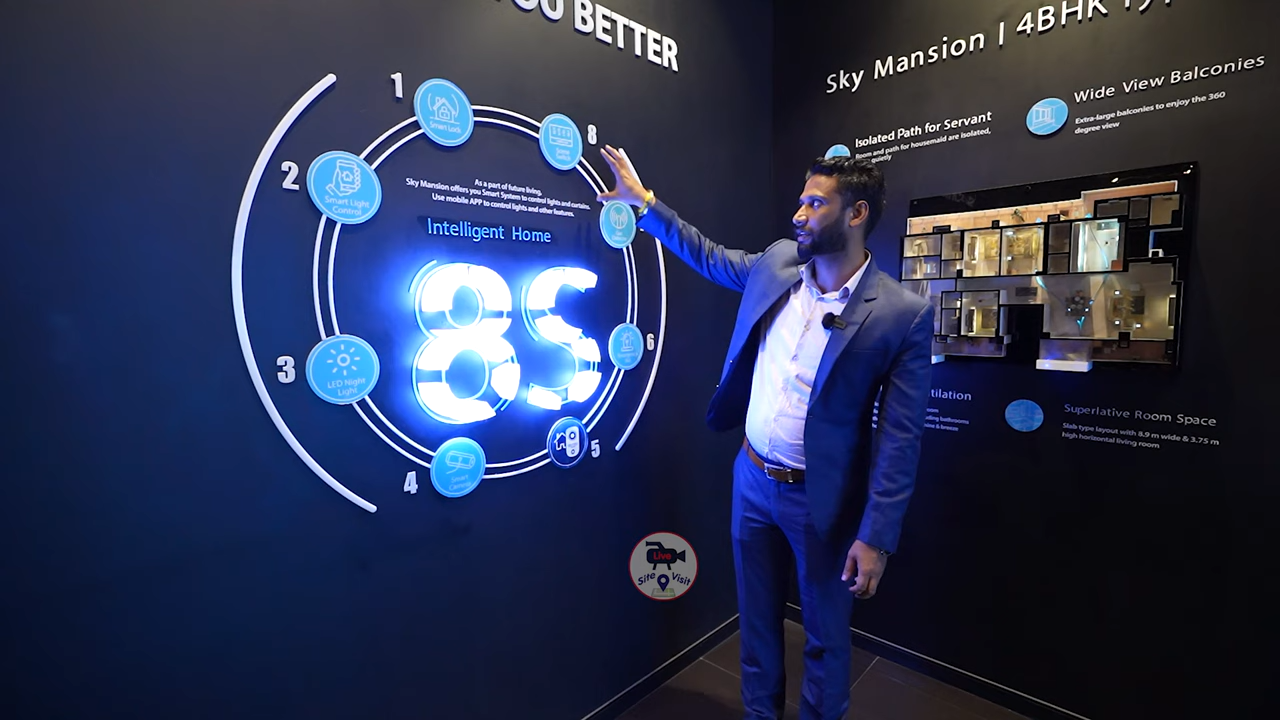 YOU BETTER
1
Smart Lock
8
Scene
Switch
2
Smart Light
Control
As a part of future living,
Sky Mansion offers you Smart System to control lights and curtains.
Use mobile APP to control lights and other features.
Intelligent Home
8S
3
LED Night
Light
6
4
Smart
Camera
5
Live
Site Visit
Sky Mansion I 4BHK
Isolated Path for Servant
Room and path for housemaid are isolated,
quietly
Wide View Balconies
Extra-large balconies to enjoy the 360
degree view
Superlative Room Space
Slab type layout with 8.9 m wide & 3.75 m
high horizontal living room